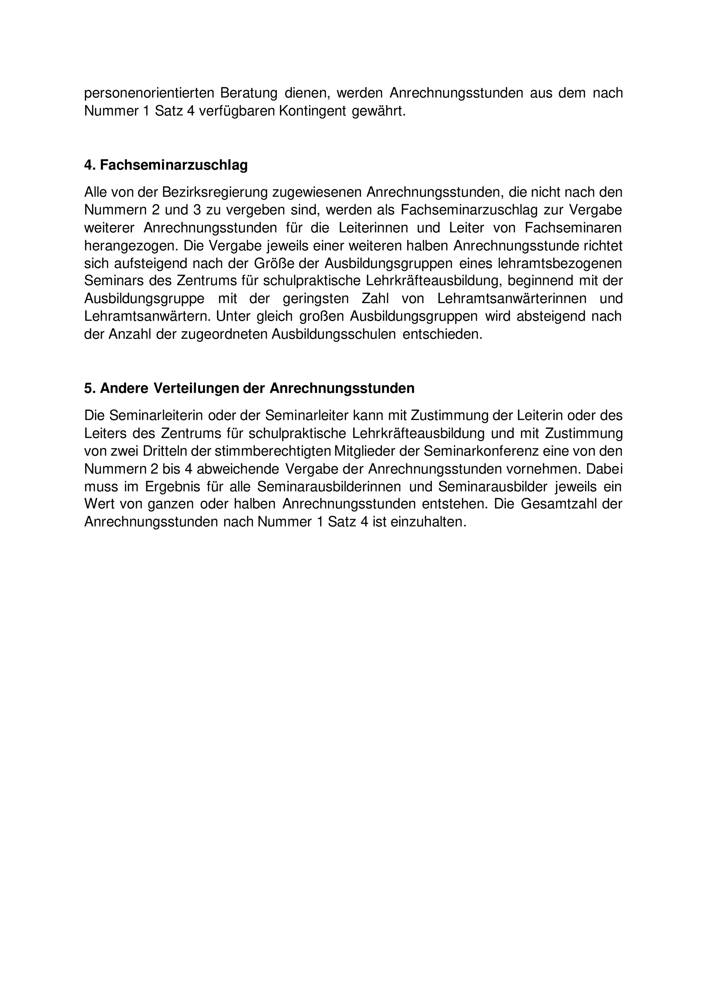 personenorientierten Beratung dienen, werden Anrechnungsstunden aus dem nach
Nummer 1 Satz 4 verfügbaren Kontingent gewährt.
4. Fachseminarzuschlag
Alle von der Bezirksregierung zugewiesenen Anrechnungsstunden, die nicht nach den
Nummern 2 und 3 zu vergeben sind, werden als Fachseminarzuschlag zur Vergabe
weiterer Anrechnungsstunden für die Leiterinnen und Leiter von Fachseminaren
herangezogen. Die Vergabe jeweils einer weiteren halben Anrechnungsstunde richtet
sich aufsteigend nach der Größe der Ausbildungsgruppen eines lehramtsbezogenen
Seminars des Zentrums für schulpraktische Lehrkräfteausbildung, beginnend mit der
Ausbildungsgruppe mit der geringsten Zahl von Lehramtsanwärterinnen und
Lehramtsanwärtern. Unter gleich großen Ausbildungsgruppen wird absteigend nach
der Anzahl der zugeordneten Ausbildungsschulen entschieden.
5. Andere Verteilungen der Anrechnungsstunden
Die Seminarleiterin oder der Seminarleiter kann mit Zustimmung der Leiterin oder des
Leiters des Zentrums für schulpraktische Lehrkräfteausbildung und mit Zustimmung
von zwei Dritteln der stimmberechtigten Mitglieder der Seminarkonferenz eine von den
Nummern 2 bis 4 abweichende Vergabe der Anrechnungsstunden vornehmen. Dabei
muss im Ergebnis für alle Seminarausbilderinnen und Seminarausbilder jeweils ein
Wert von ganzen oder halben Anrechnungsstunden entstehen. Die Gesamtzahl der
Anrechnungsstunden nach Nummer 1 Satz 4 ist einzuhalten.